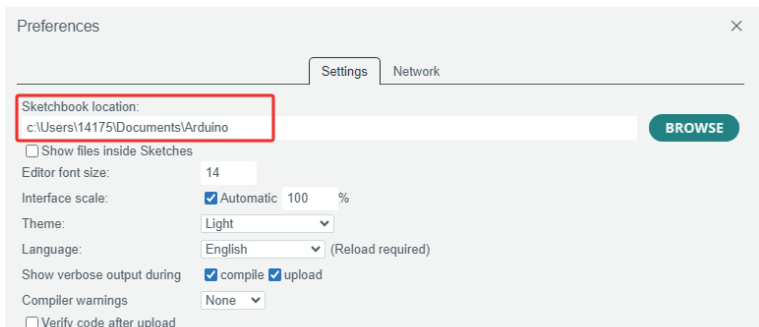 Preferences
Settings Network
Sketchbook location:
c:\Users\14175\Documents\Arduino
BROWSE
Show files inside Sketches
Editor font size: 14
Interface scale: Automatic 100 %
Theme: Light
Language: English (Reload required)
Show verbose output during compile upload
Compiler warnings None
Verify code after upload